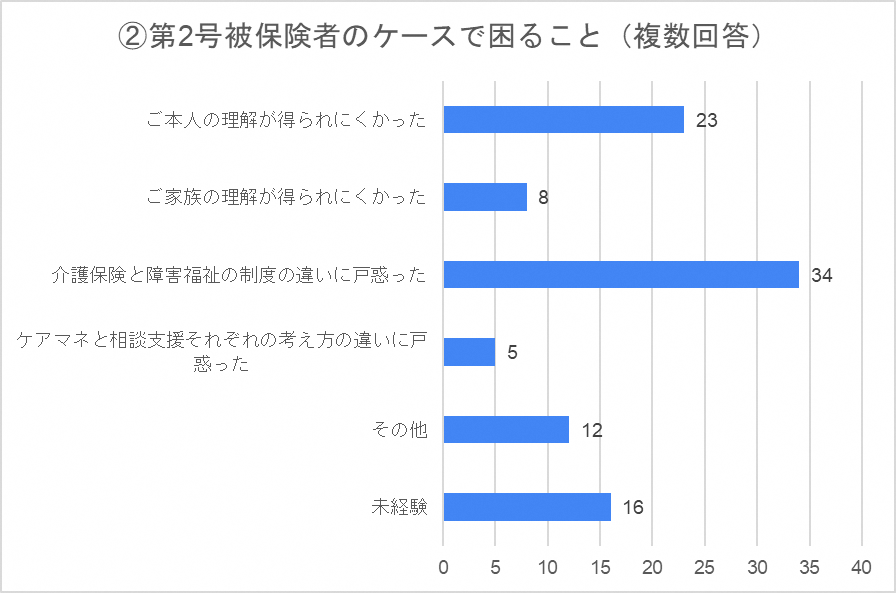 ②第2号被保険者のケースで困ること（複数回答）
ご本人の理解が得られにくかった
23
ご家族の理解が得られにくかった
8
介護保険と障害福祉の制度の違いに戸惑った
34
ケアマネと相談支援それぞれの考え方の違いに戸
惑った
5
その他
12
未経験
16
0 5 10 15 20 25 30 35 40